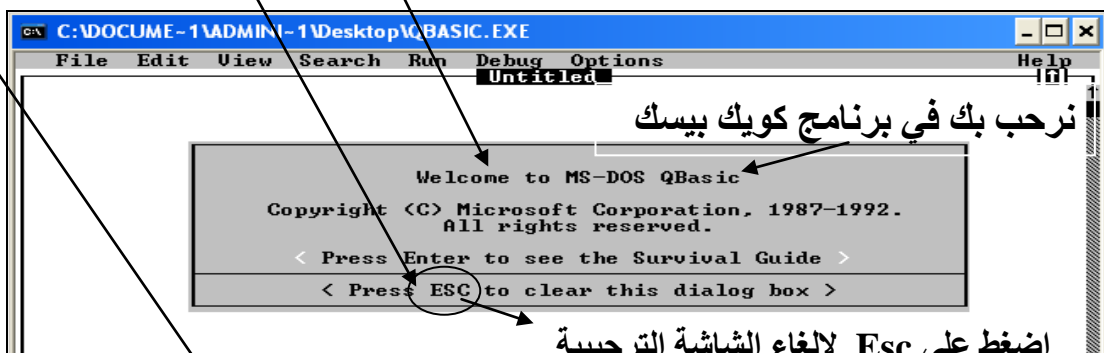 C:\DOCUME~1\ADMINI~1\Desktop\QBASIC.EXE
File Edit View Search Run Debug Options Help
Untitled
نرحب بك في برنامج كويك بيسك
Welcome to MS-DOS QBasic
Copyright (C) Microsoft Corporation, 1987-1992.
All rights reserved.
< Press Enter to see the Survival Guide >
< Press ESC to clear this dialog box >
اضغط على Esc لالغاء الشاشة الترحيبية